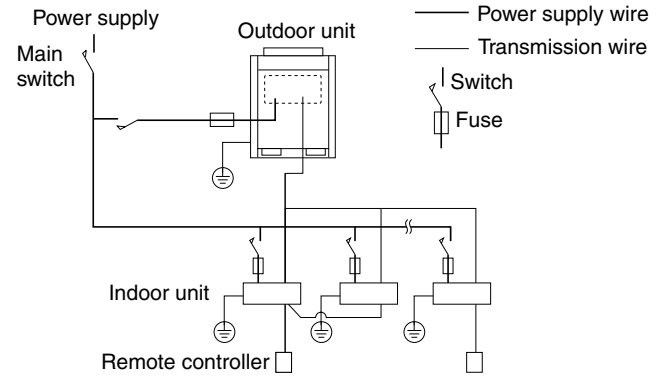 Power supply
Outdoor unit
Main
switch
Power supply wire
Transmission wire
Switch
Fuse
Indoor unit
Remote controller